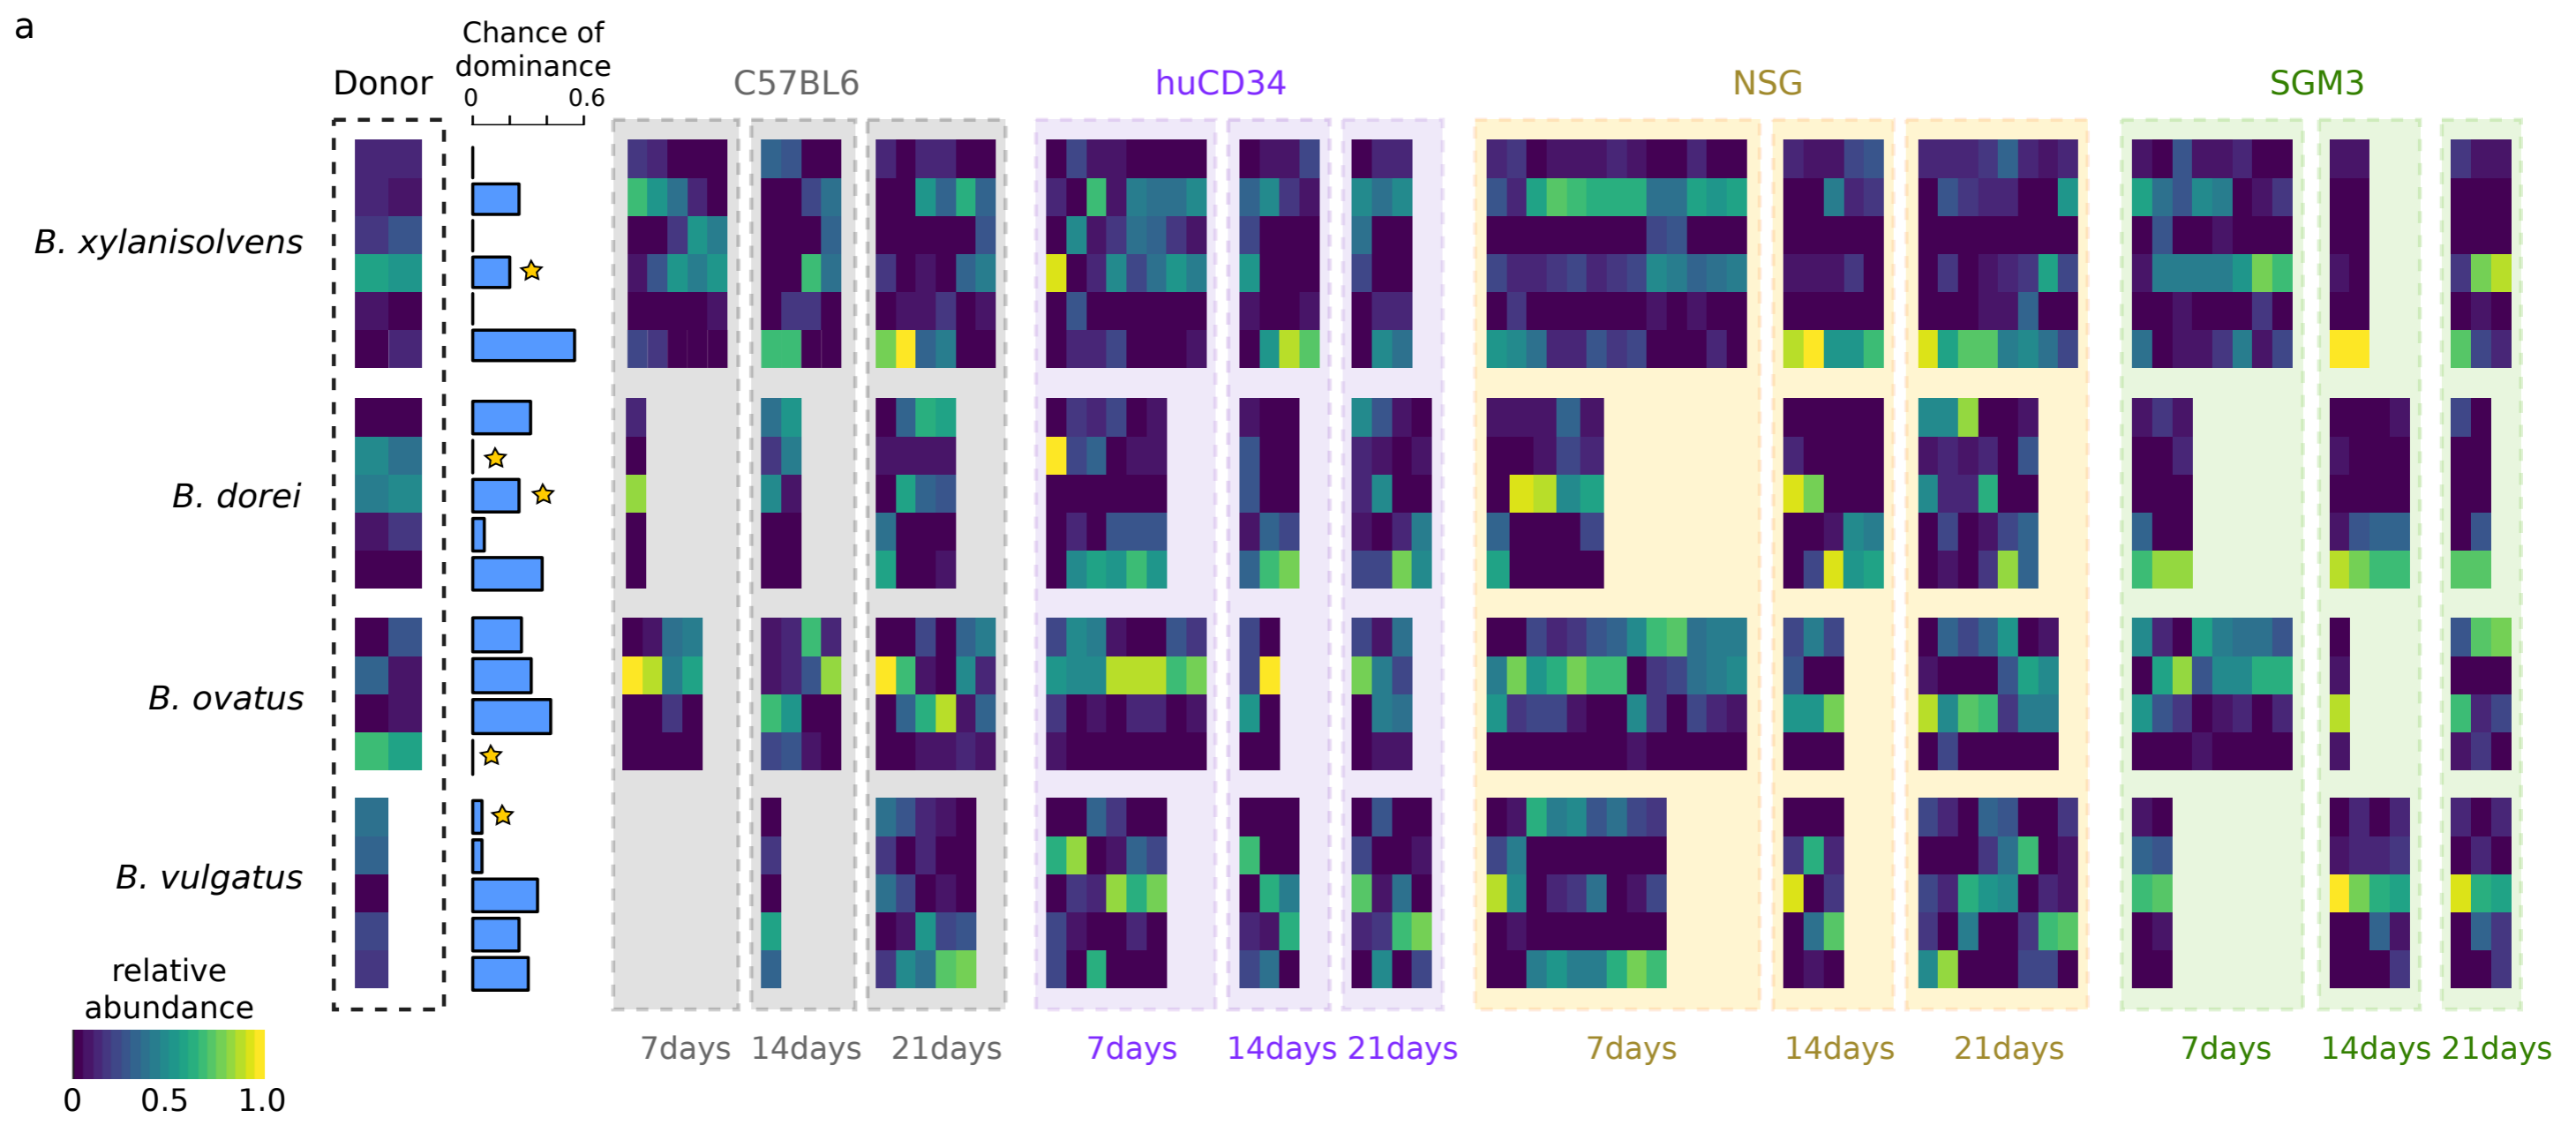 a
Chance of
dominance
0 0.6
Donor
C57BL6
huCD34
NSG
SGM3
B. xylanisolvens
B. dorei
B. ovatus
B. vulgatus
relative
abundance
0 0.5 1.0
7days 14days 21days
7days 14days 21days
7days 14days 21days
7days 14days 21days